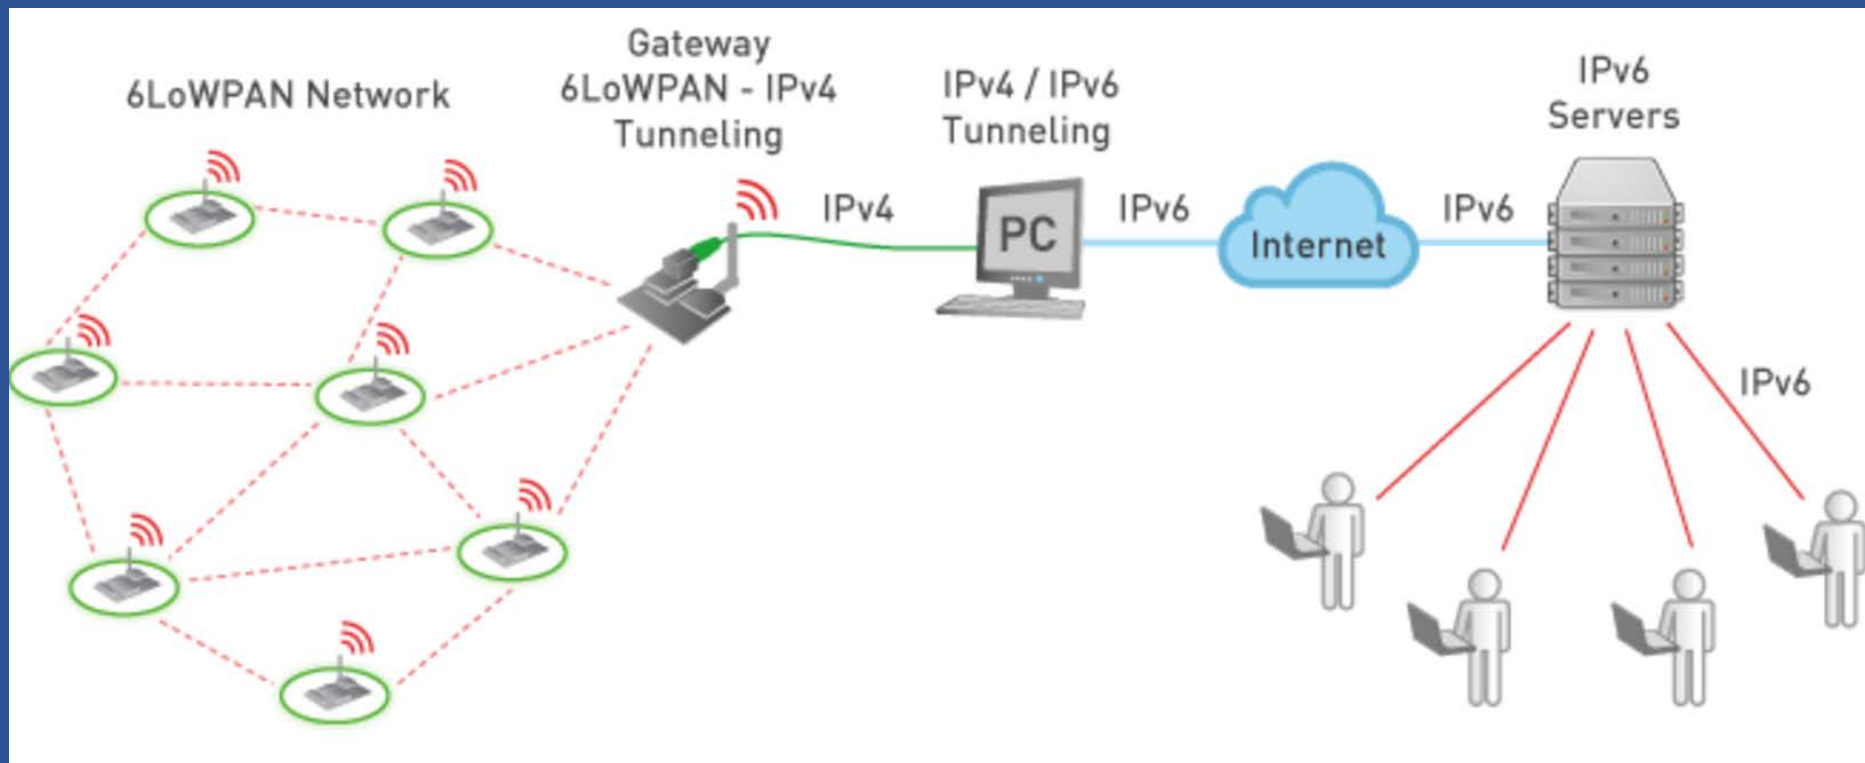 6LoWPAN Network
Gateway
6LoWPAN - IPv4
Tunneling
IPv4 / IPv6
Tunneling
IPv6
Servers
IPv4
PC
IPv6
Internet
IPv6
IPv6